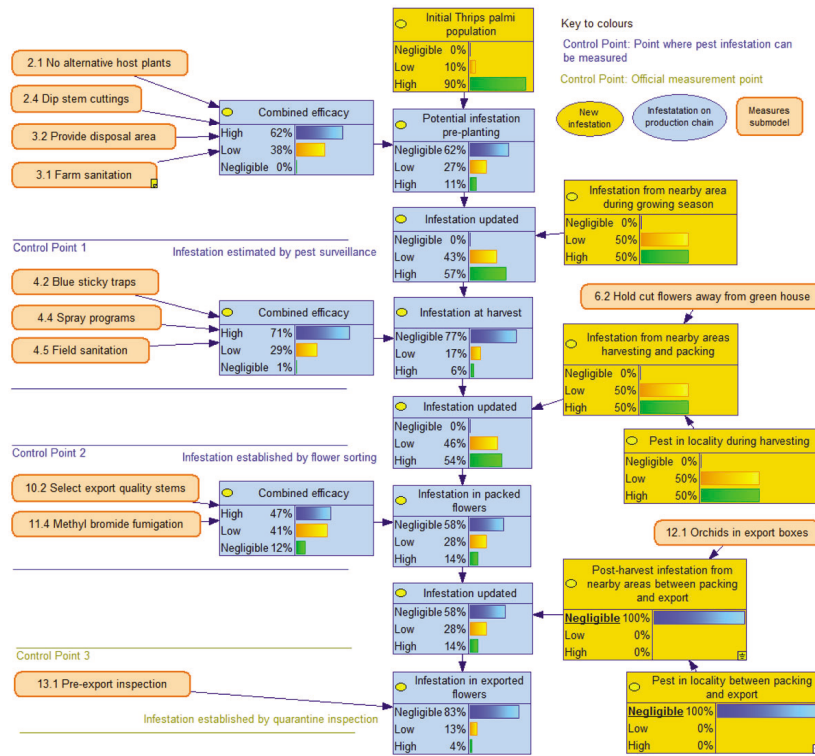 Initial Thrips palmi
population
Negligible 0%
Low 10%
High 90%
Key to colours
Control Point: Point where pest infestation can
be measured
Control Point: Official measurement point
New
infestation
Infestatation on
production chain
Measures
submodel
2.1 No alternative host plants
2.4 Dip stem cuttings
3.2 Provide disposal area
3.1 Farm sanitation
Combined efficacy
High 62%
Low 38%
Negligible 0%
Potential infestation
pre-planting
Negligible 62%
Low 27%
High 11%
Infestation from nearby area
during growing season
Negligible 0%
Low 50%
High 50%
Infestation updated
Negligible 0%
Low 43%
High 57%
Control Point 1
Infestation estimated by pest surveillance
4.2 Blue sticky traps
4.4 Spray programs
4.5 Field sanitation
Combined efficacy
High 71%
Low 29%
Negligible 1%
Infestation at harvest
Negligible 77%
Low 17%
High 6%
6.2 Hold cut flowers away from green house
Infestation from nearby areas
harvesting and packing
Negligible 0%
Low 50%
High 50%
Infestation updated
Negligible 0%
Low 46%
High 54%
Pest in locality during harvesting
Negligible 0%
Low 50%
High 50%
Control Point 2
Infestation established by flower sorting
10.2 Select export quality stems
11.4 Methyl bromide fumigation
Combined efficacy
High 47%
Low 41%
Negligible 12%
Infestation in packed
flowers
Negligible 58%
Low 28%
High 14%
12.1 Orchids in export boxes
Post-harvest infestation from
nearby areas between packing
and export
Negligible 100%
Low 0%
High 0%
Infestation updated
Negligible 58%
Low 28%
High 14%
Control Point 3
13.1 Pre-export inspection
Infestation established by quarantine inspection
Infestation in exported
flowers
Negligible 83%
Low 13%
High 4%
Pest in locality between packing
and export
Negligible 100%
Low 0%
High 0%